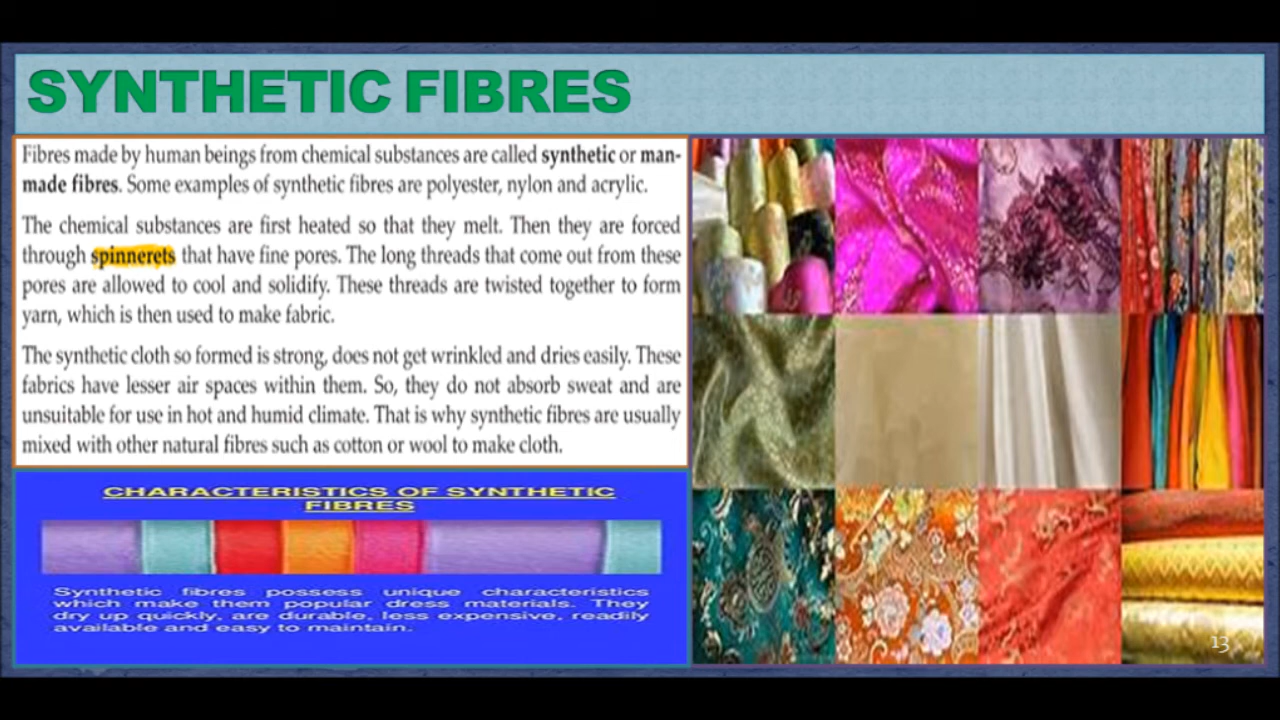 SYNTHETIC FIBRES
Fibres made by human beings from chemical substances are called synthetic or man-
made fibres. Some examples of synthetic fibres are polyester, nylon and acrylic.
The chemical substances are first heated so that they melt. Then they are forced
through spinnerets that have fine pores. The long threads that come out from these
pores are allowed to cool and solidify. These threads are twisted together to form
yarn, which is then used to make fabric.
The synthetic cloth so formed is strong, does not get wrinkled and dries easily. These
fabrics have lesser air spaces within them. So, they do not absorb sweat and are
unsuitable for use in hot and humid climate. That is why synthetic fibres are usually
mixed with other natural fibres such as cotton or wool to make cloth.
CHARACTERISTICS OF SYNTHETIC
FIBRES
Synthetic fibres possess unique characteristics
which make them popular dress materials. They
dry up quickly, are durable, less expensive, readily
available and easy to maintain.
13